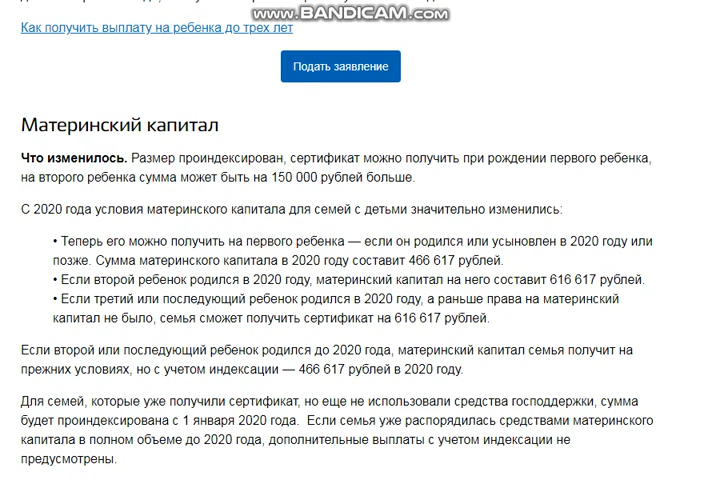 www.BANDICAM.com
Как получить выплату на ребенка до трех лет
Подать заявление
Материнский капитал
Что изменилось. Размер проиндексирован, сертификат можно получить при рождении первого ребенка,
на второго ребенка сумма может быть на 150 000 рублей больше.
С 2020 года условия материнского капитала для семей с детьми значительно изменились:
• Теперь его можно получить на первого ребенка — если он родился или усыновлен в 2020 году или
позже. Сумма материнского капитала в 2020 году составит 466 617 рублей.
• Если второй ребенок родился в 2020 году, материнский капитал на него составит 616 617 рублей.
• Если третий или последующий ребенок родился в 2020 году, а раньше права на материнский
капитал не было, семья сможет получить сертификат на 616 617 рублей.
Если второй или последующий ребенок родился до 2020 года, материнский капитал семья получит на
прежних условиях, но с учетом индексации — 466 617 рублей в 2020 году.
Для семей, которые уже получили сертификат, но еще не использовали средства господдержки, сумма
будет проиндексирована с 1 января 2020 года. Если семья уже распорядилась средствами материнского
капитала в полном объеме до 2020 года, дополнительные выплаты с учетом индексации не
предусмотрены.